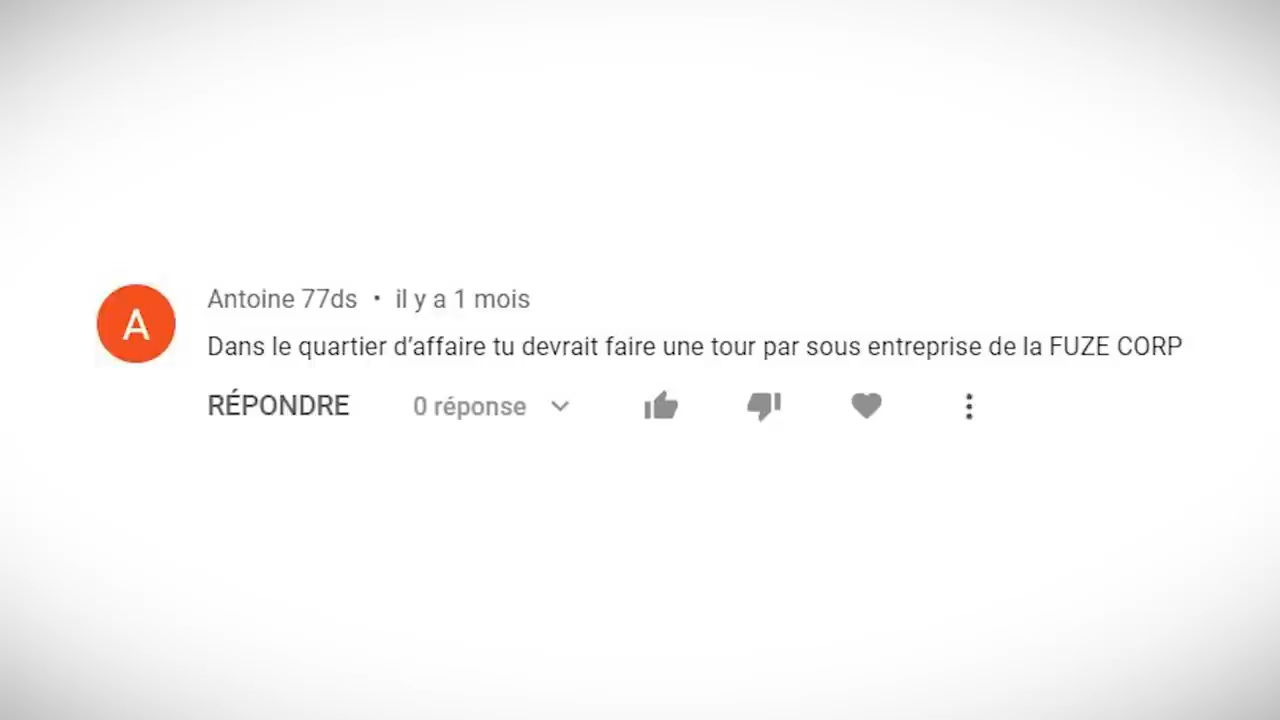 A
Antoine 77ds • il y a 1 mois
Dans le quartier d’affaire tu devrait faire une tour par sous entreprise de la FUZE CORP
RÉPONDRE 0 réponse